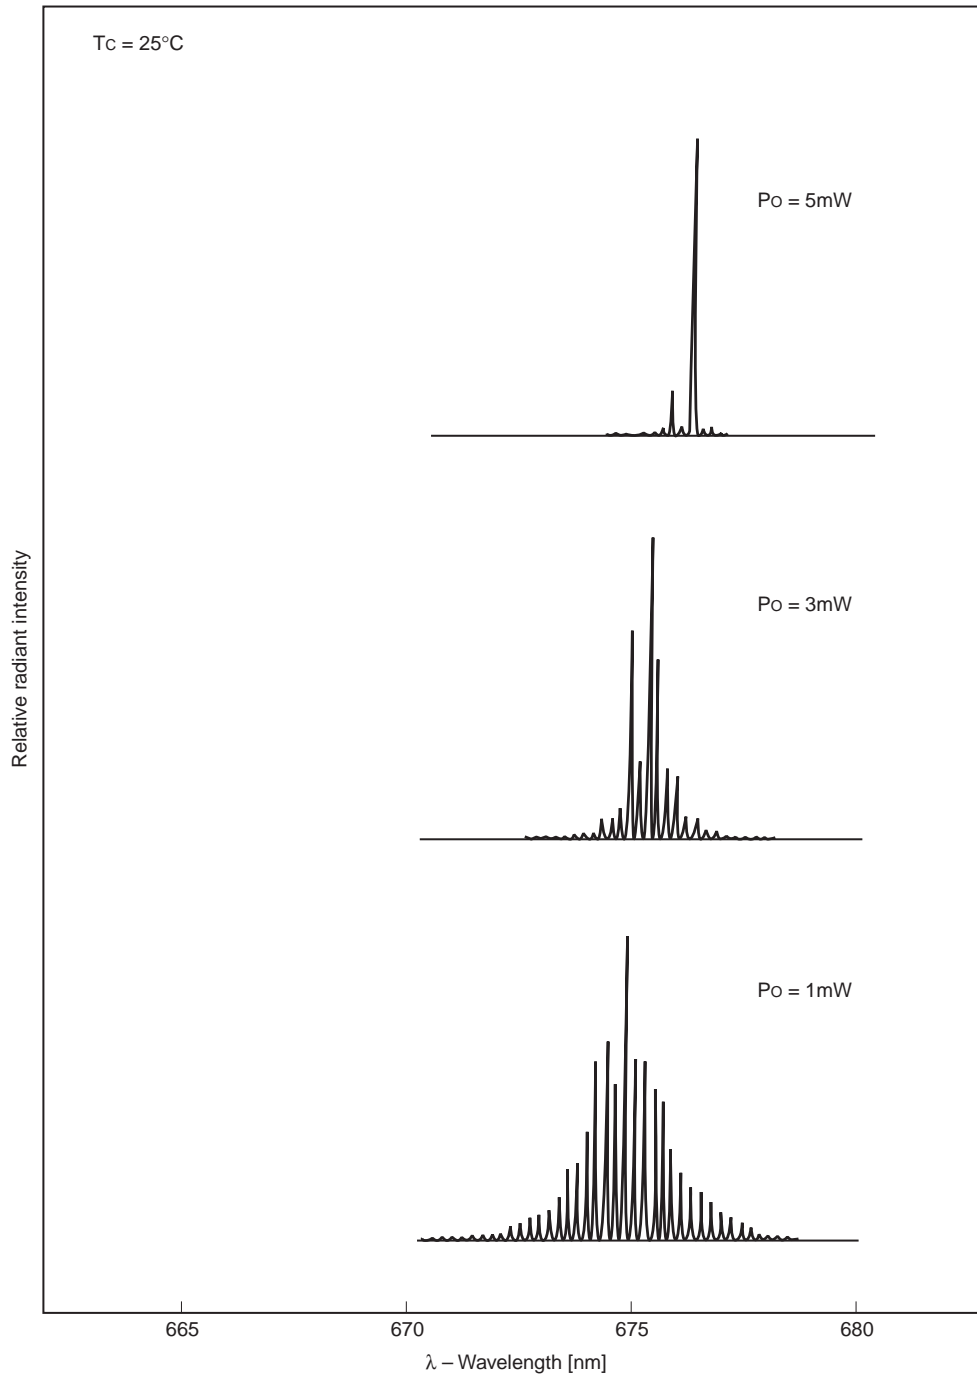 Tc = 25°C
Po = 5mW
Po = 3mW
Relative radiant intensity
Po = 1mW
665 670 675 680
λ – Wavelength [nm]